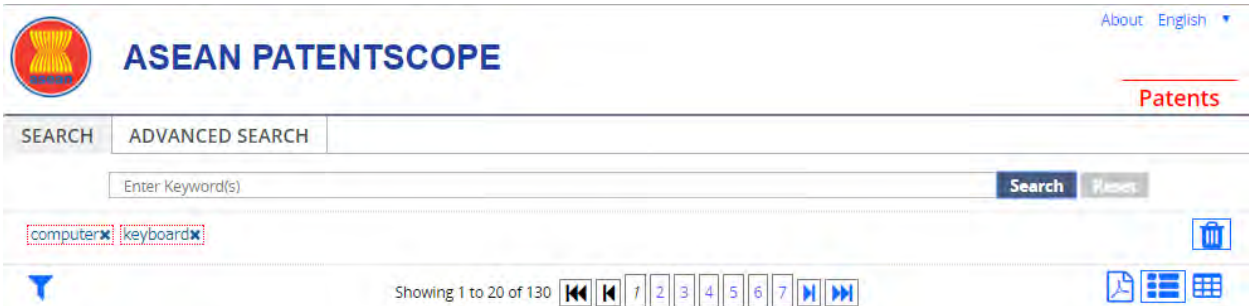 About English
ASEAN PATENTSCOPE
Patents
SEARCH ADVANCED SEARCH
Enter Keyword(s) Search Reset
computer keyboard
Showing 1 to 20 of 130 1 2 3 4 5 6 7